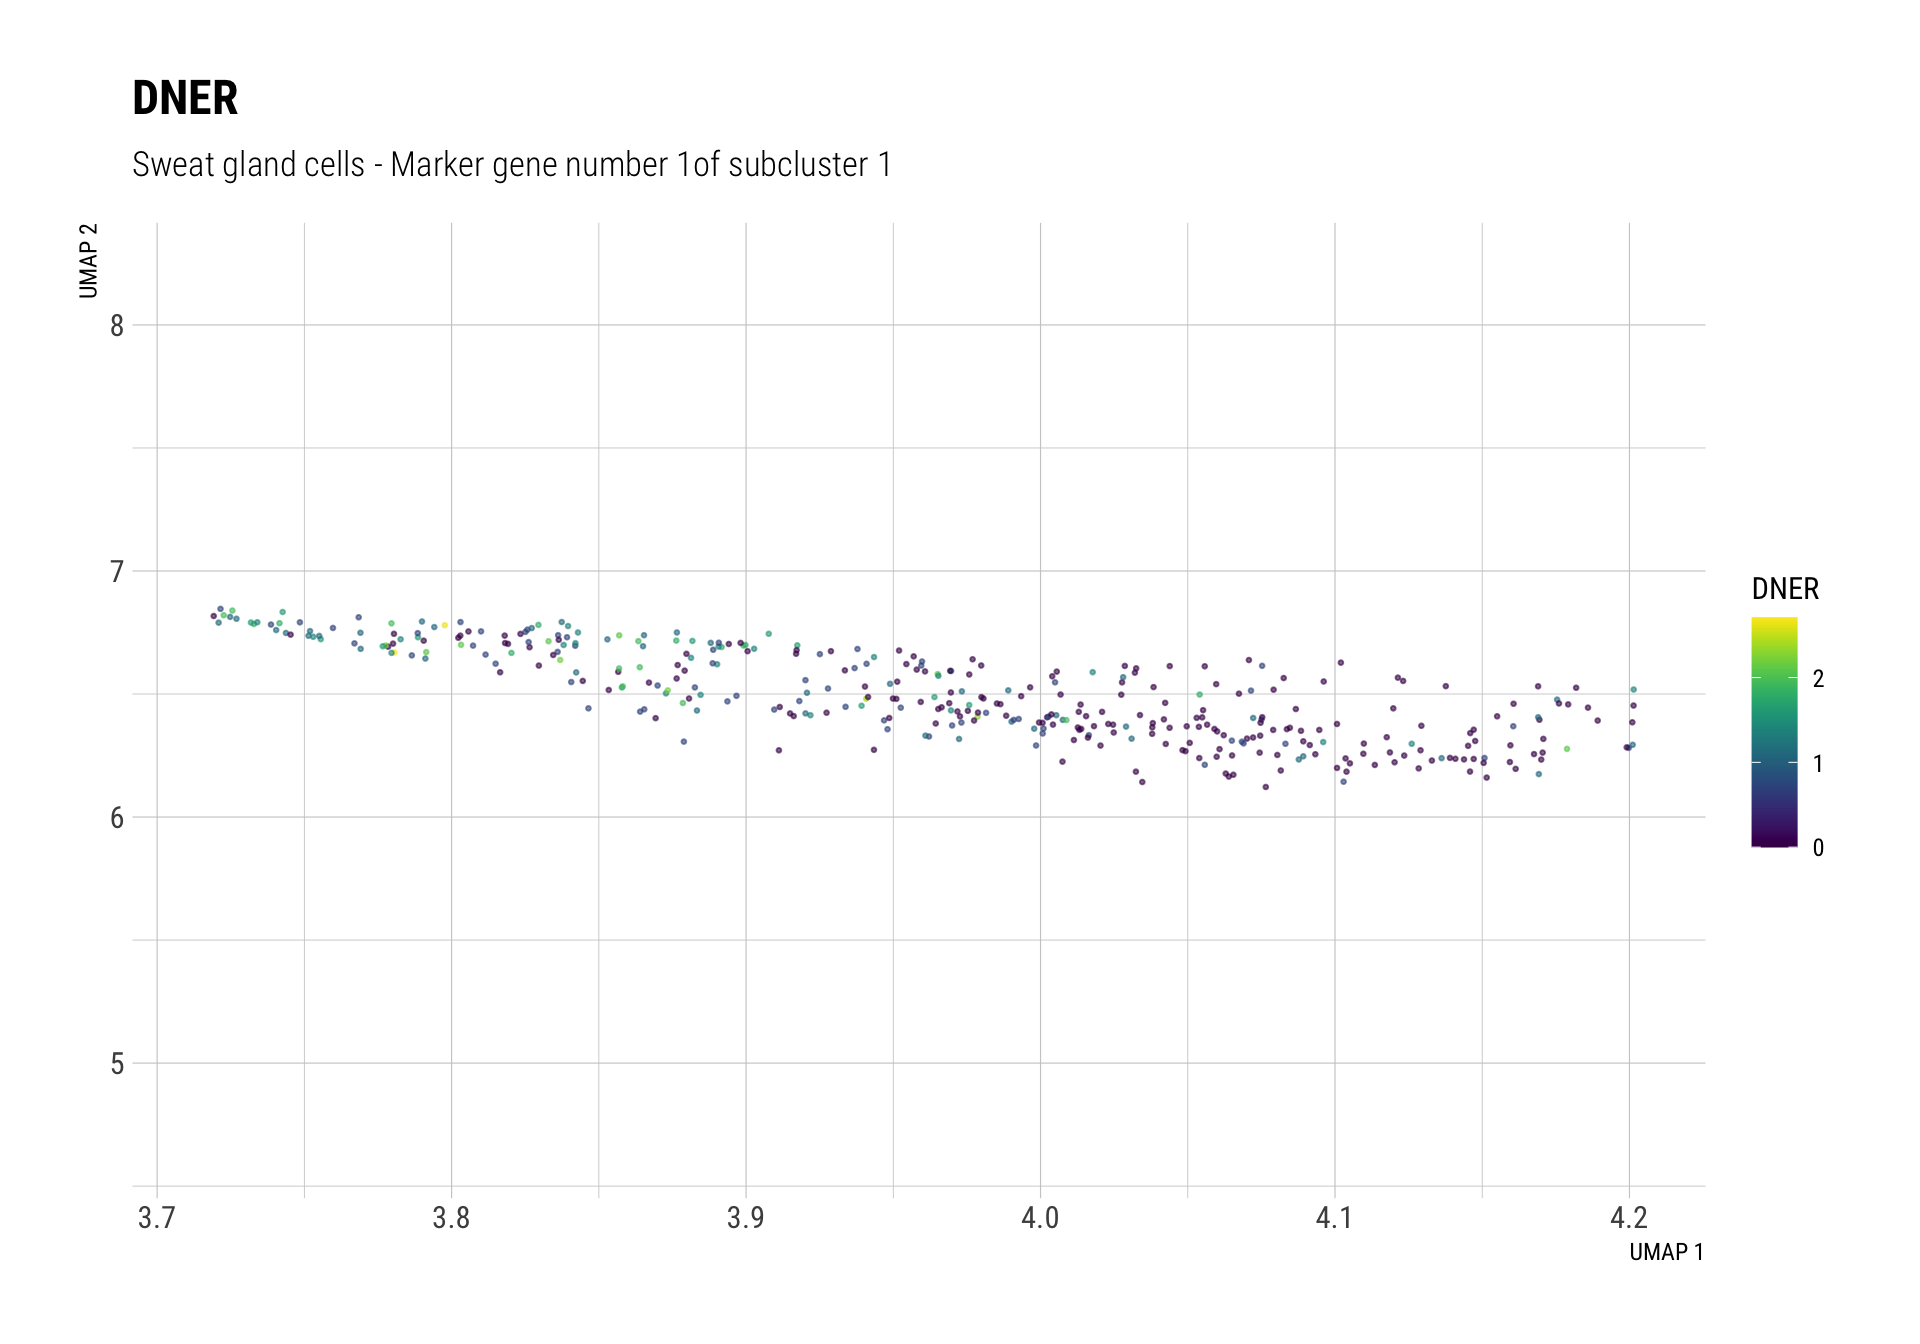 DNER
Sweat gland cells - Marker gene number 1of subcluster 1
UMAP 2
8
7
6
5
3.7 3.8 3.9 4.0 4.1 4.2
UMAP 1
DNER
2
1
0